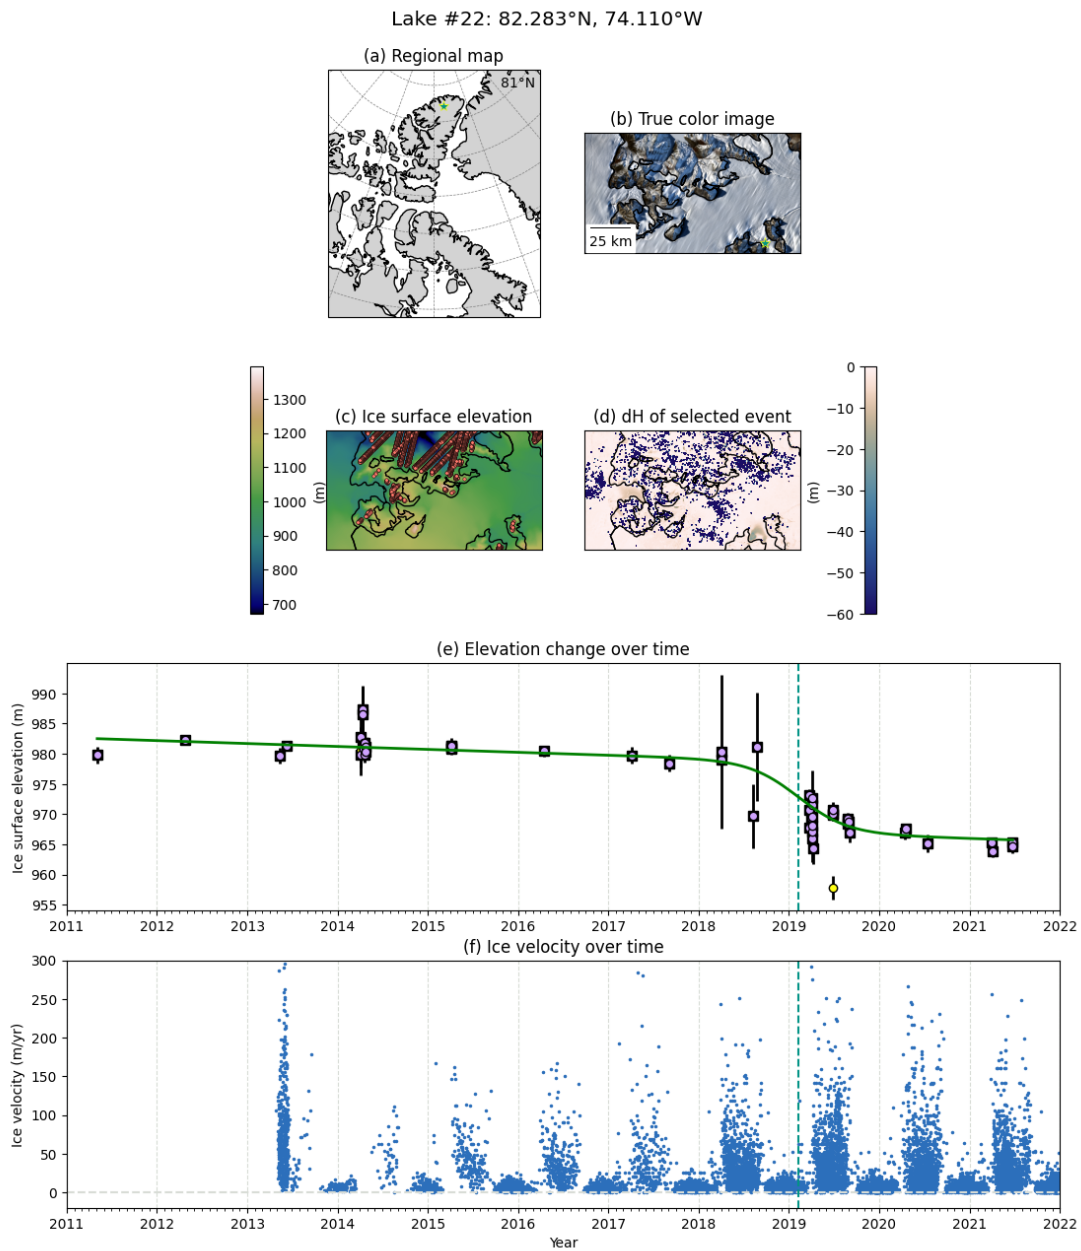 Lake #22: 82.283°N, 74.110°W
(a) Regional map
81°N
(b) True color image
25 km
(c) Ice surface elevation
1300
1200
1100
1000
900
800
700
(m)
(d) dH of selected event
0
−10
−20
−30
−40
−50
−60
(m)
(e) Elevation change over time
Ice surface elevation (m)
990
985
980
975
970
965
960
955
2011 2012 2013 2014 2015 2016 2017 2018 2019 2020 2021 2022
(f) Ice velocity over time
Ice velocity (m/yr)
300
250
200
150
100
50
0
2011 2012 2013 2014 2015 2016 2017 2018 2019 2020 2021 2022
Year